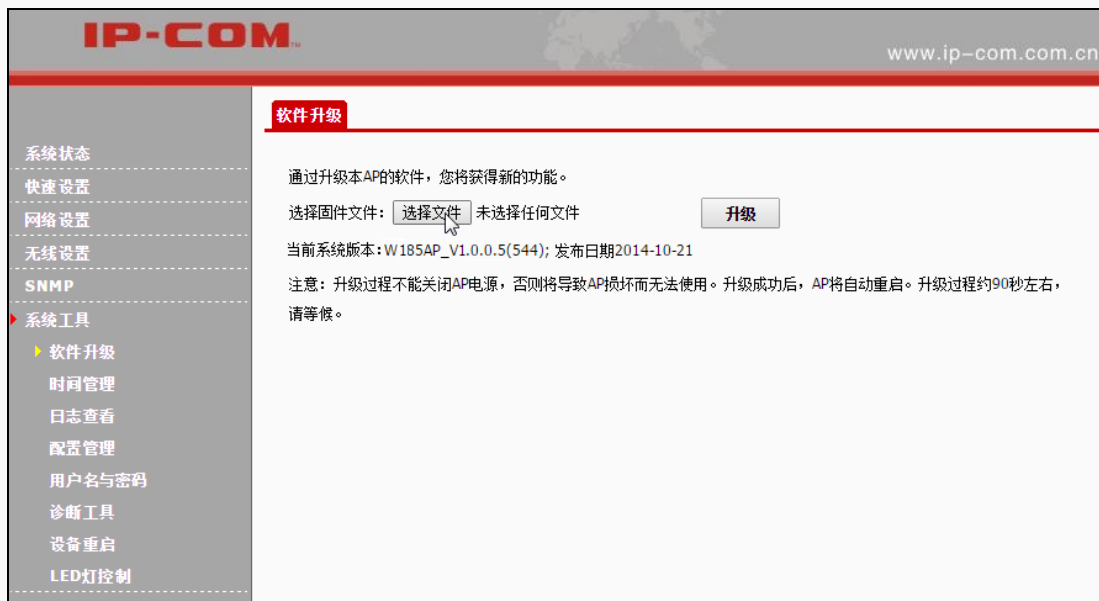 IP-COM
www.ip-com.com.cn
软件升级
系统状态
快速设置
网络设置
无线设置
SNMP
系统工具
软件升级
时间管理
日志查看
配置管理
用户名与密码
诊断工具
设备重启
LED灯控制
通过升级本AP的软件，您将获得新的功能。
选择固件文件： 选择文件 未选择任何文件 升级
当前系统版本:W185AP_V1.0.0.5(544); 发布日期2014-10-21
注意：升级过程不能关闭AP电源，否则将导致AP损坏而无法使用。升级成功后，AP将自动重启。升级过程约90秒左右，
请等候。